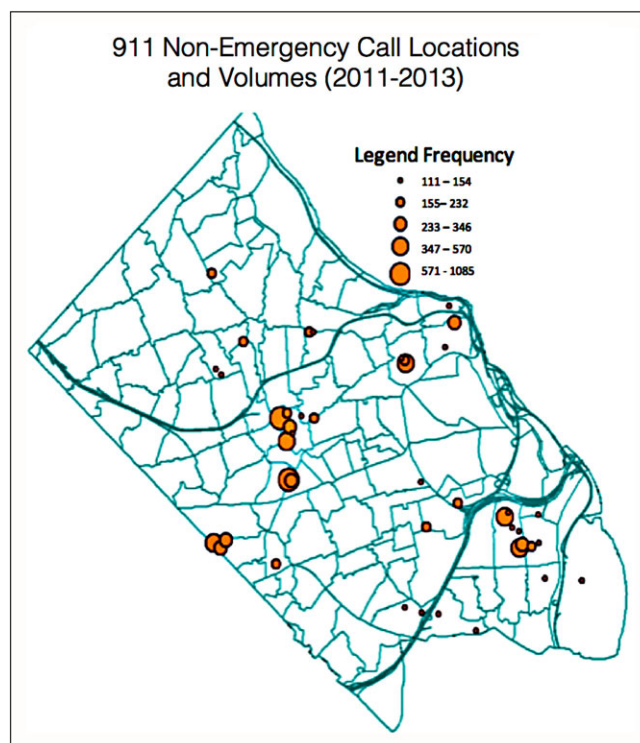 911 Non-Emergency Call Locations
and Volumes (2011-2013)
Legend Frequency
111 – 154
155– 232
233 – 346
347 – 570
571 - 1085